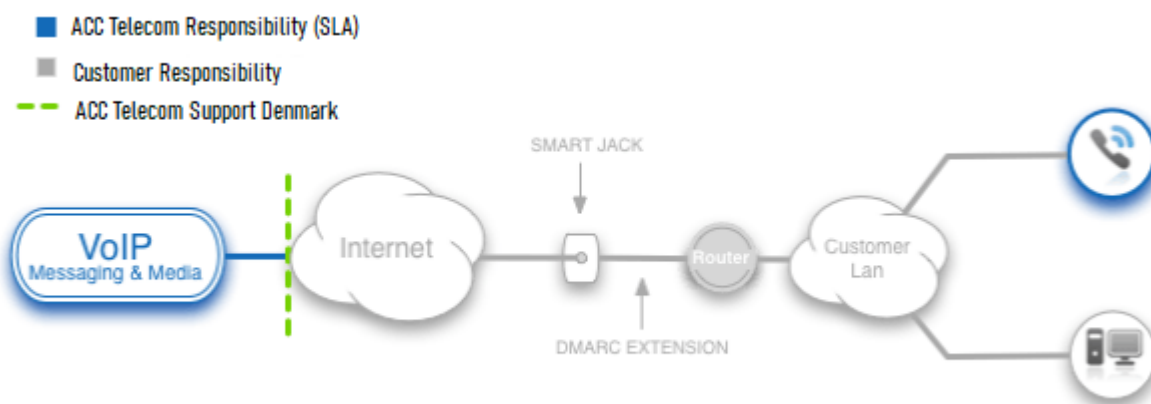 ACC Telecom Responsibility (SLA)
Customer Responsibility
ACC Telecom Support Denmark
SMART JACK
VoIP
Messaging & Media
Internet
Router
Customer
Lan
DMARC EXTENSION